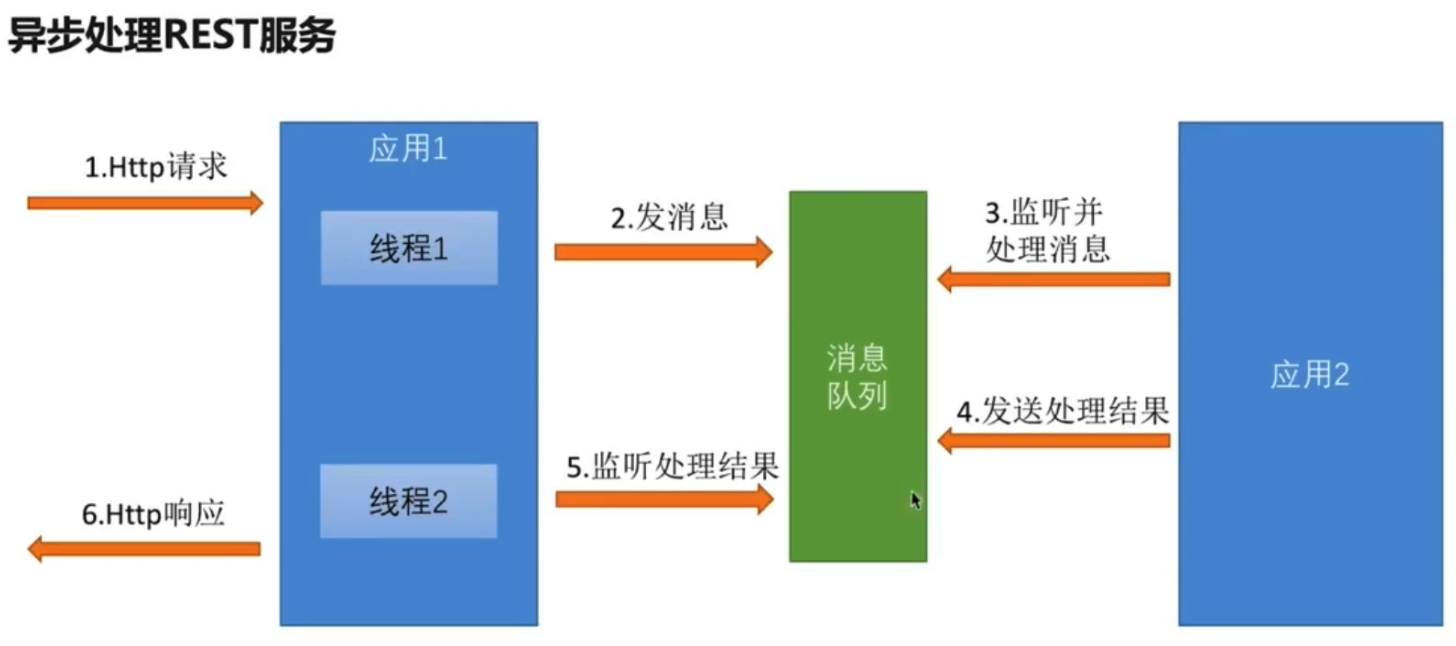 异步处理REST服务
应用1
1.Http请求
线程1
2.发消息
3.监听并
处理消息
消息
队列
应用2
4.发送处理结果
5.监听处理结果
线程2
6.Http响应